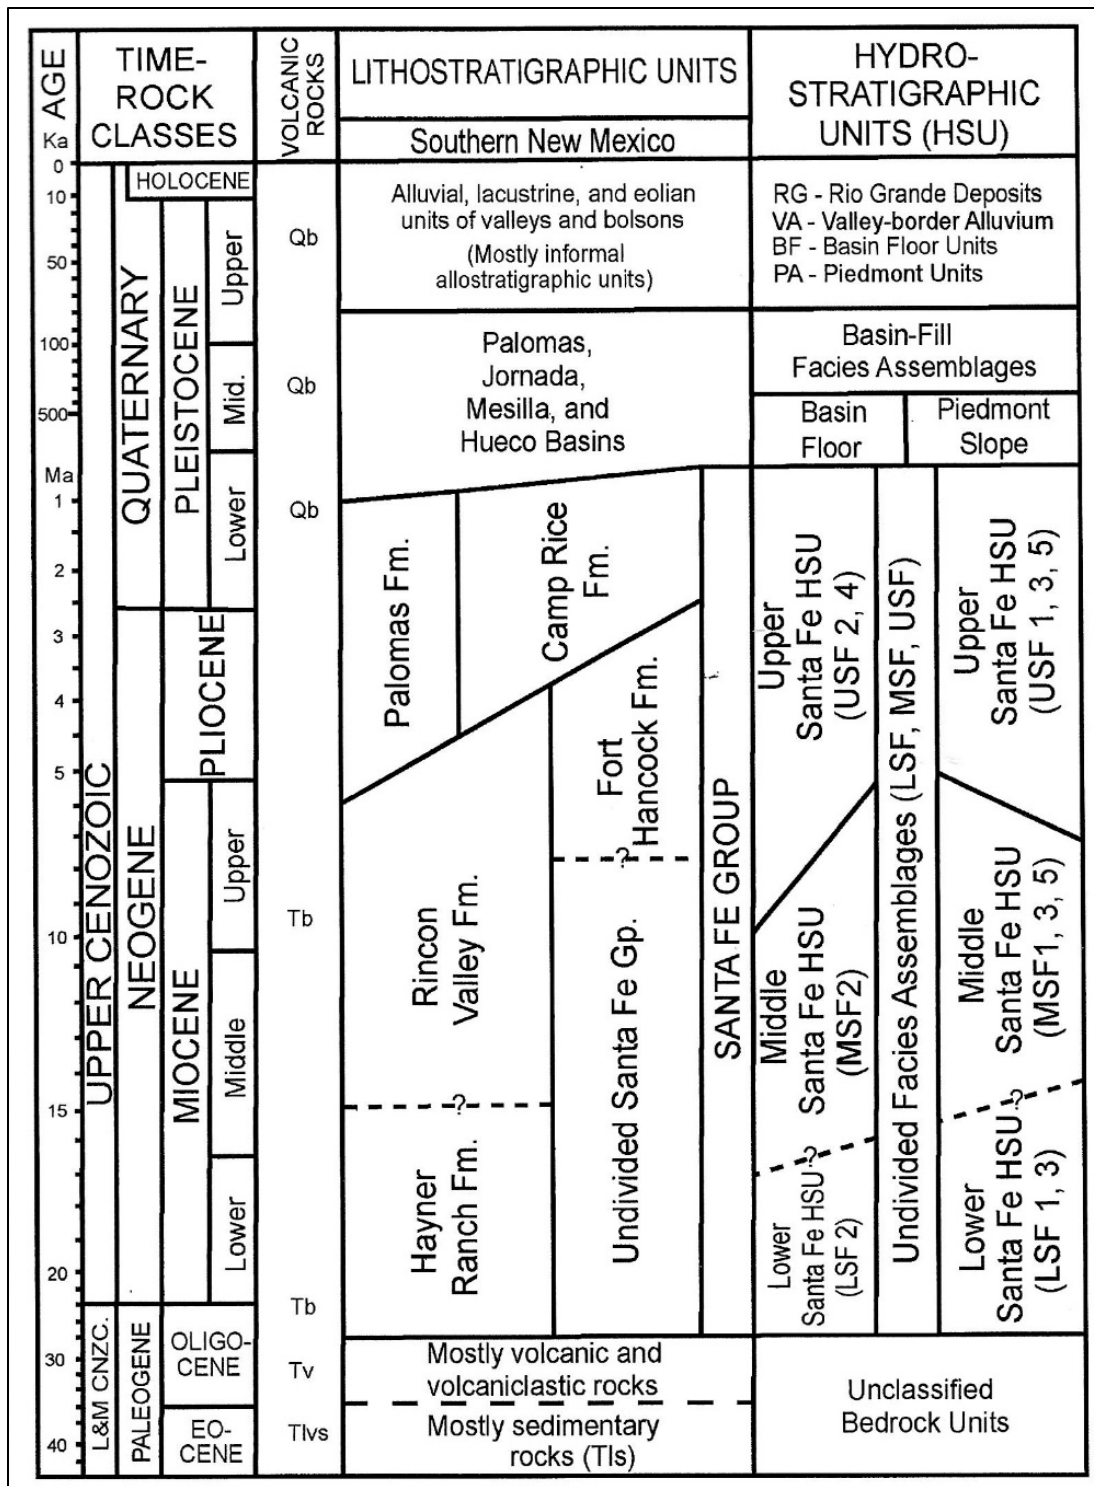 AGE
Ka
TIME-
ROCK
CLASSES
VOLCANIC
ROCKS
LITHOSTRATIGRAPHIC UNITS
Southern New Mexico
HYDRO-
STRATIGRAPHIC
UNITS (HSU)
0
10
50
100
500
Ma
1
2
3
4
5
10
15
20
30
40
UPPER CENOZOIC
L&M CNZC.
QUATERNARY
NEOGENE
PALEOGENE
HOLOCENE
PLEISTOCENE
Upper
Mid.
Lower
PLIOCENE
MIOCENE
Upper
Middle
Lower
OLIGO-
CENE
EO-
CENE
Qb
Qb
Qb
Tb
Tb
Tv
Tlvs
Alluvial, lacustrine, and eolian
units of valleys and bolsons
(Mostly informal
allostratigraphic units)
Palomas,
Jornada,
Mesilla, and
Hueco Basins
Palomas Fm.
Camp Rice
Fm.
Fort
Hancock Fm.
?
Rincon
Valley Fm.
?
Hayner
Ranch Fm.
Undivided Santa Fe Gp.
SANTA FE GROUP
Mostly volcanic and
volcaniclastic rocks
Mostly sedimentary
rocks (Tls)
RG - Rio Grande Deposits
VA - Valley-border Alluvium
BF - Basin Floor Units
PA - Piedmont Units
Basin-Fill
Facies Assemblages
Basin
Floor
Piedmont
Slope
Upper
Santa Fe HSU
(USF 2, 4)
Middle
Santa Fe HSU
(MSF2)
?
Lower
Santa Fe HSU
(LSF 2)
Undivided Facies Assemblages (LSF, MSF, USF)
Upper
Santa Fe HSU
(USF 1, 3, 5)
Middle
Santa Fe HSU
(MSF1, 3, 5)
?
Lower
Santa Fe HSU
(LSF 1, 3)
Unclassified
Bedrock Units